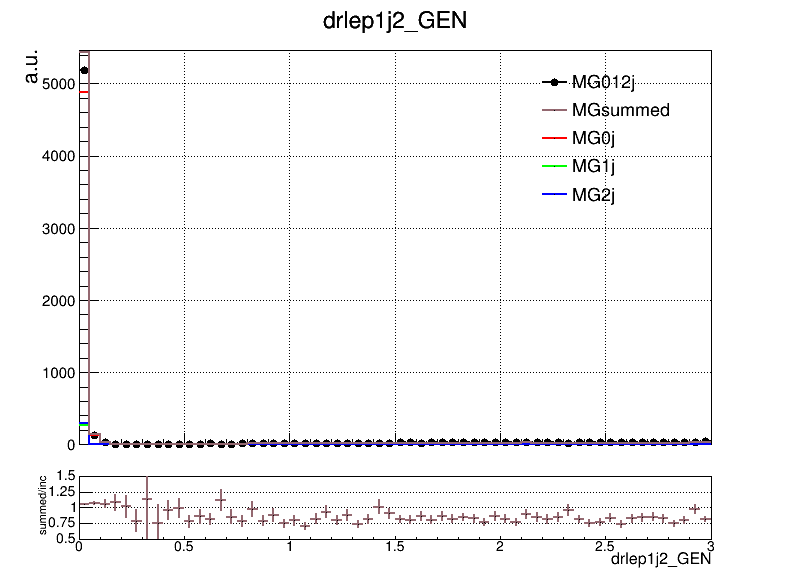 drlep1j2_GEN
a.u.
5000
4000
3000
2000
1000
0
MG012j
MGsummed
MG0j
MG1j
MG2j
summed/inc
1.5
1.25
1
0.75
0.5
0 0.5 1 1.5 2 2.5 3
drlep1j2_GEN